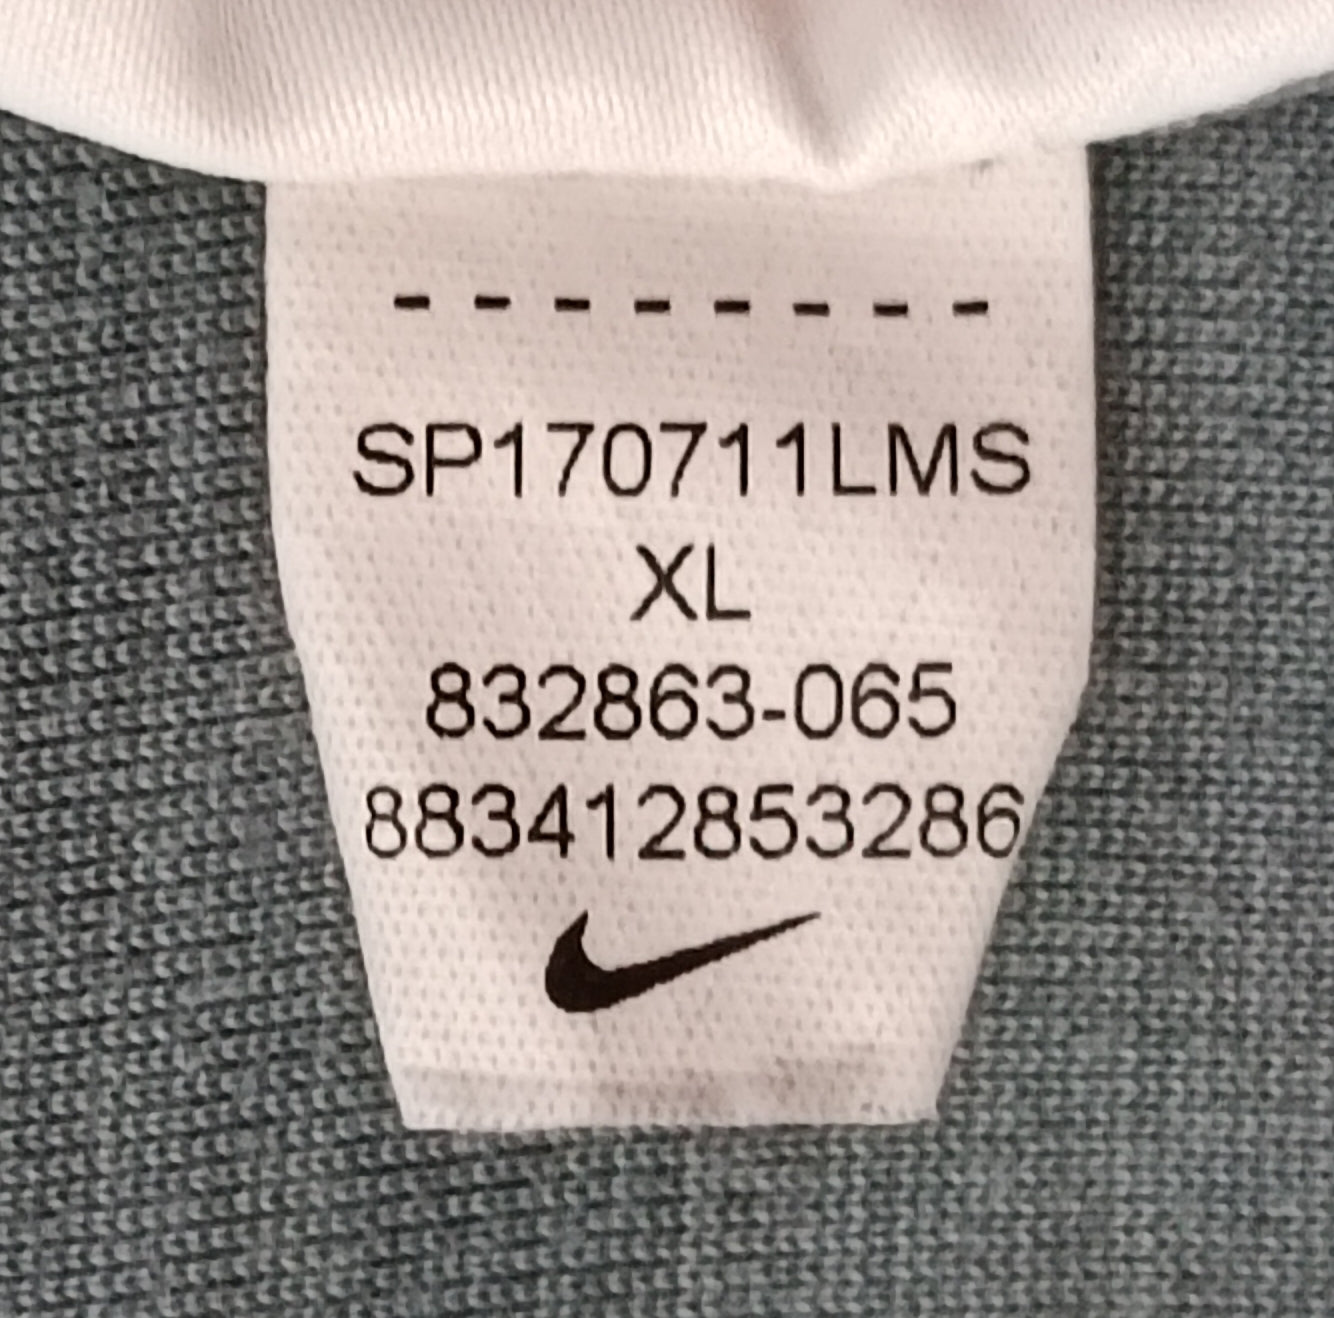 - - - - - - - -
SP170711LMS
XL
832863-065
883412853286